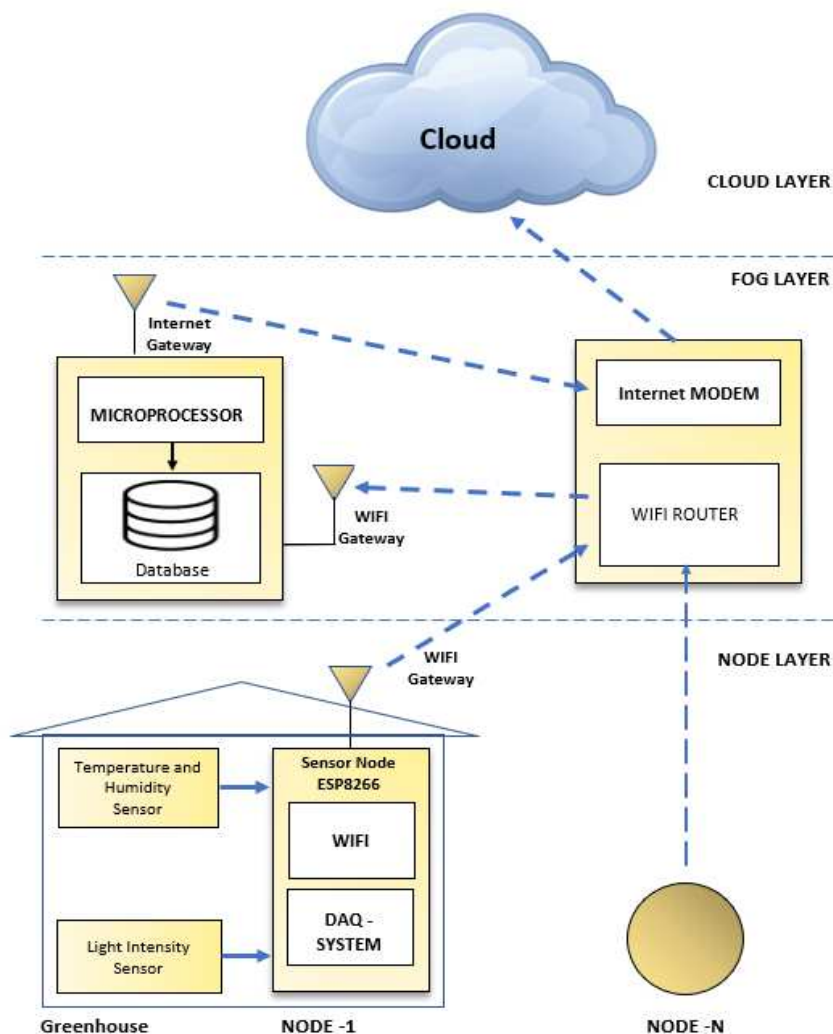 Cloud
CLOUD LAYER
FOG LAYER
Internet
Gateway
MICROPROCESSOR
Database
WIFI
Gateway
Internet MODEM
WIFI ROUTER
NODE LAYER
WIFI
Gateway
Temperature and
Humidity
Sensor
Sensor Node
ESP8266
WIFI
DAQ -
SYSTEM
Light Intensity
Sensor
Greenhouse
NODE -1
NODE -N